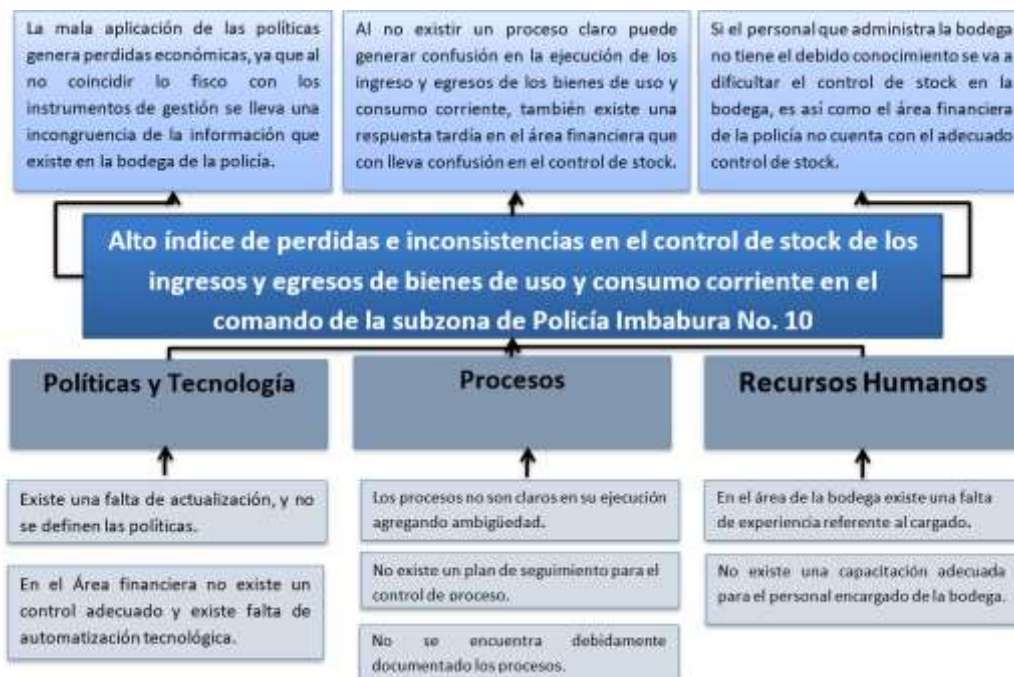 La mala aplicación de las políticas
genera perdidas económicas, ya que al
no coincidir lo fisco con los
instrumentos de gestión se lleva una
incongruencia de la información que
existe en la bodega de la policía.
Al no existir un proceso claro puede
generar confusión en la ejecución de los
ingreso y egresos de los bienes de uso y
consumo corriente, también existe una
respuesta tardía en el área financiera que
con lleva confusión en el control de stock.
Si el personal que administra la bodega
no tiene el debido conocimiento se va a
dificultar el control de stock en la
bodega, es así como el área financiera
de la policía no cuenta con el adecuado
control de stock.
Alto índice de perdidas e inconsistencias en el control de stock de los
ingresos y egresos de bienes de uso y consumo corriente en el
comando de la subzona de Policía Imbabura No. 10
Políticas y Tecnología
Procesos
Recursos Humanos
Existe una falta de actualización, y no
se definen las políticas.
En el Área financiera no existe un
control adecuado y existe falta de
automatización tecnológica.
Los procesos no son claros en su ejecución
agregando ambigüedad.
No existe un plan de seguimiento para el
control de proceso.
No se encuentra debidamente
documentado los procesos.
En el área de la bodega existe una falta
de experiencia referente al cargado.
No existe una capacitación adecuada
para el personal encargado de la bodega.